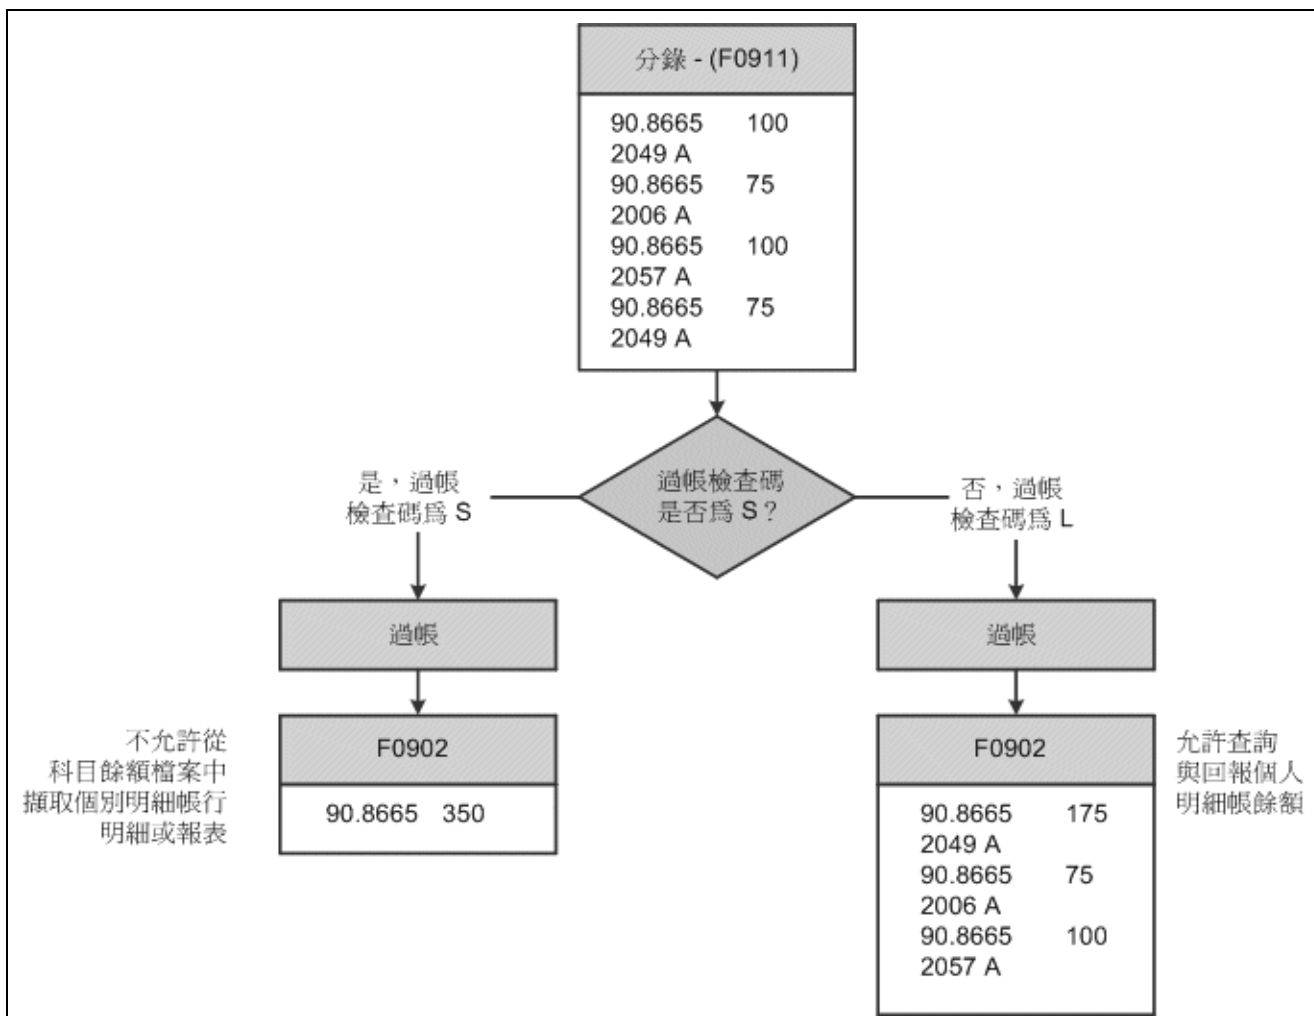 分錄 - (F0911)
90.8665 100
2049 A
90.8665 75
2006 A
90.8665 100
2057 A
90.8665 75
2049 A
過帳檢查碼
是否爲 S？
是，過帳
檢查碼爲 S
否，過帳
檢查碼爲 L
過帳
過帳
不允許從
科目餘額檔案中
擷取個別明細帳行
明細或報表
F0902
90.8665 350
F0902
90.8665 175
2049 A
90.8665 75
2006 A
90.8665 100
2057 A
允許查詢
與回報個人
明細帳餘額